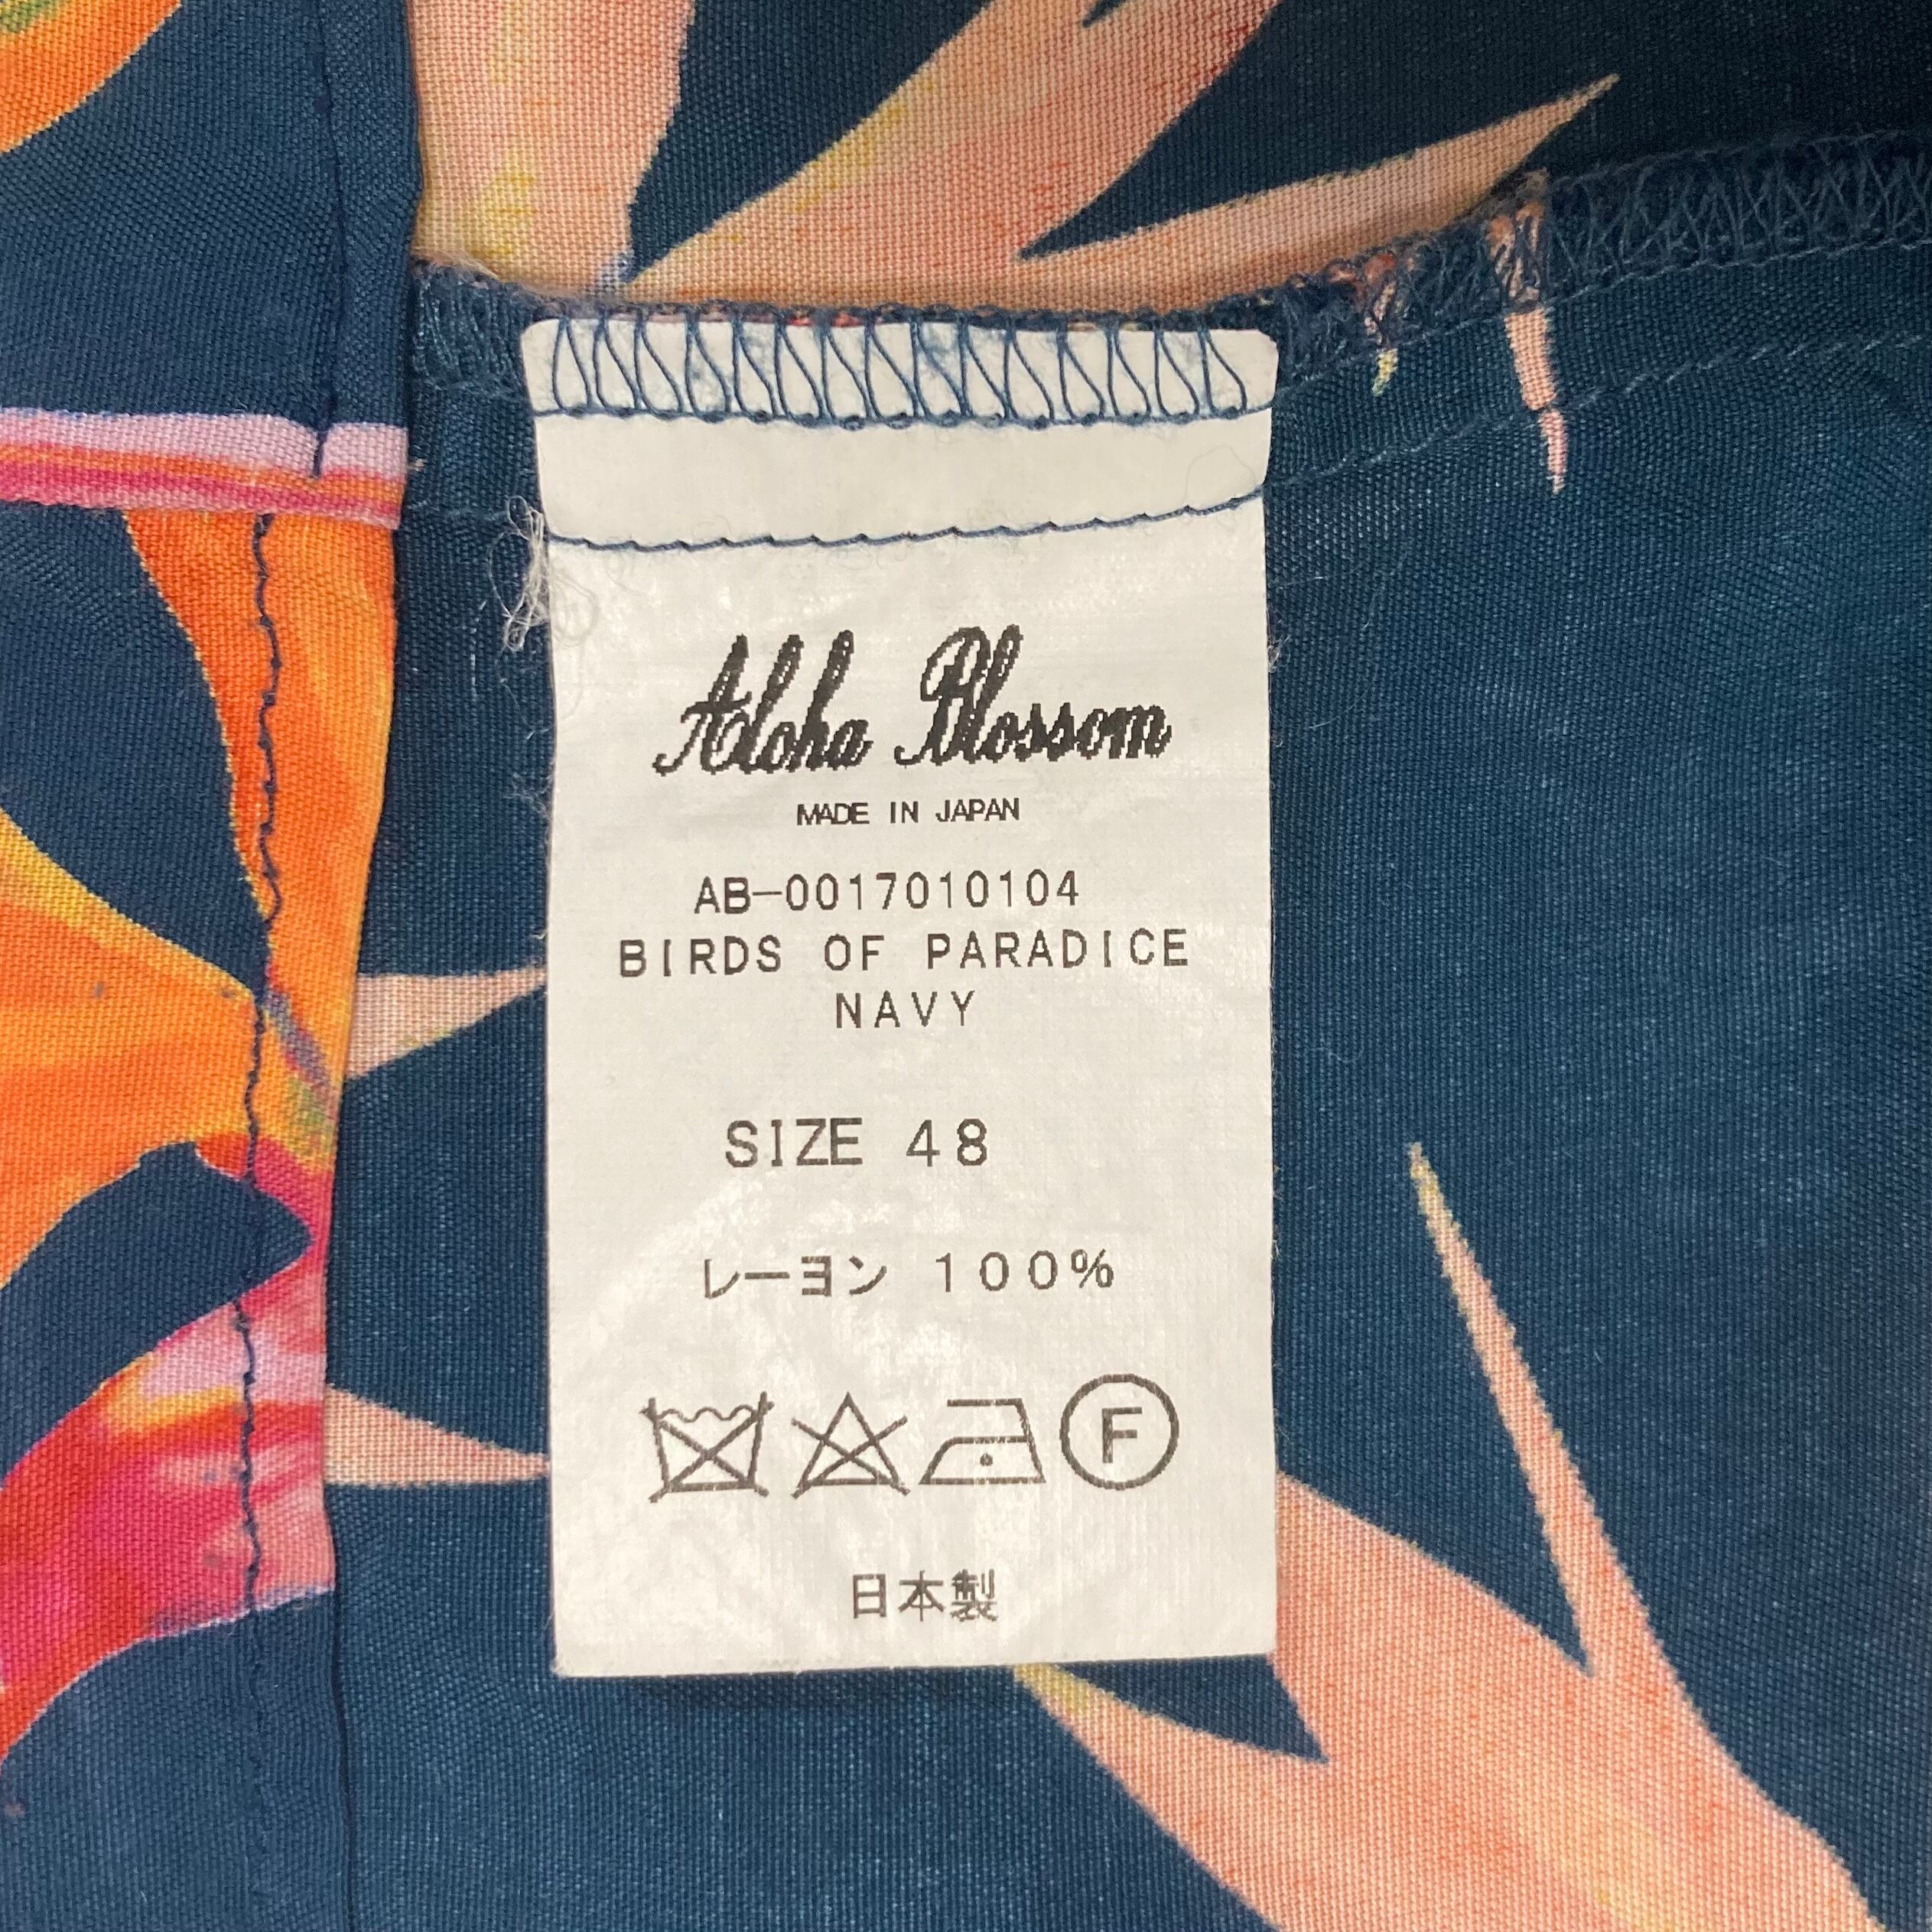 Aloha Blossom
MADE IN JAPAN
AB-0017010104
BIRDS OF PARADICE
NAVY
SIZE 48
レーヨン 100%
F
日本製